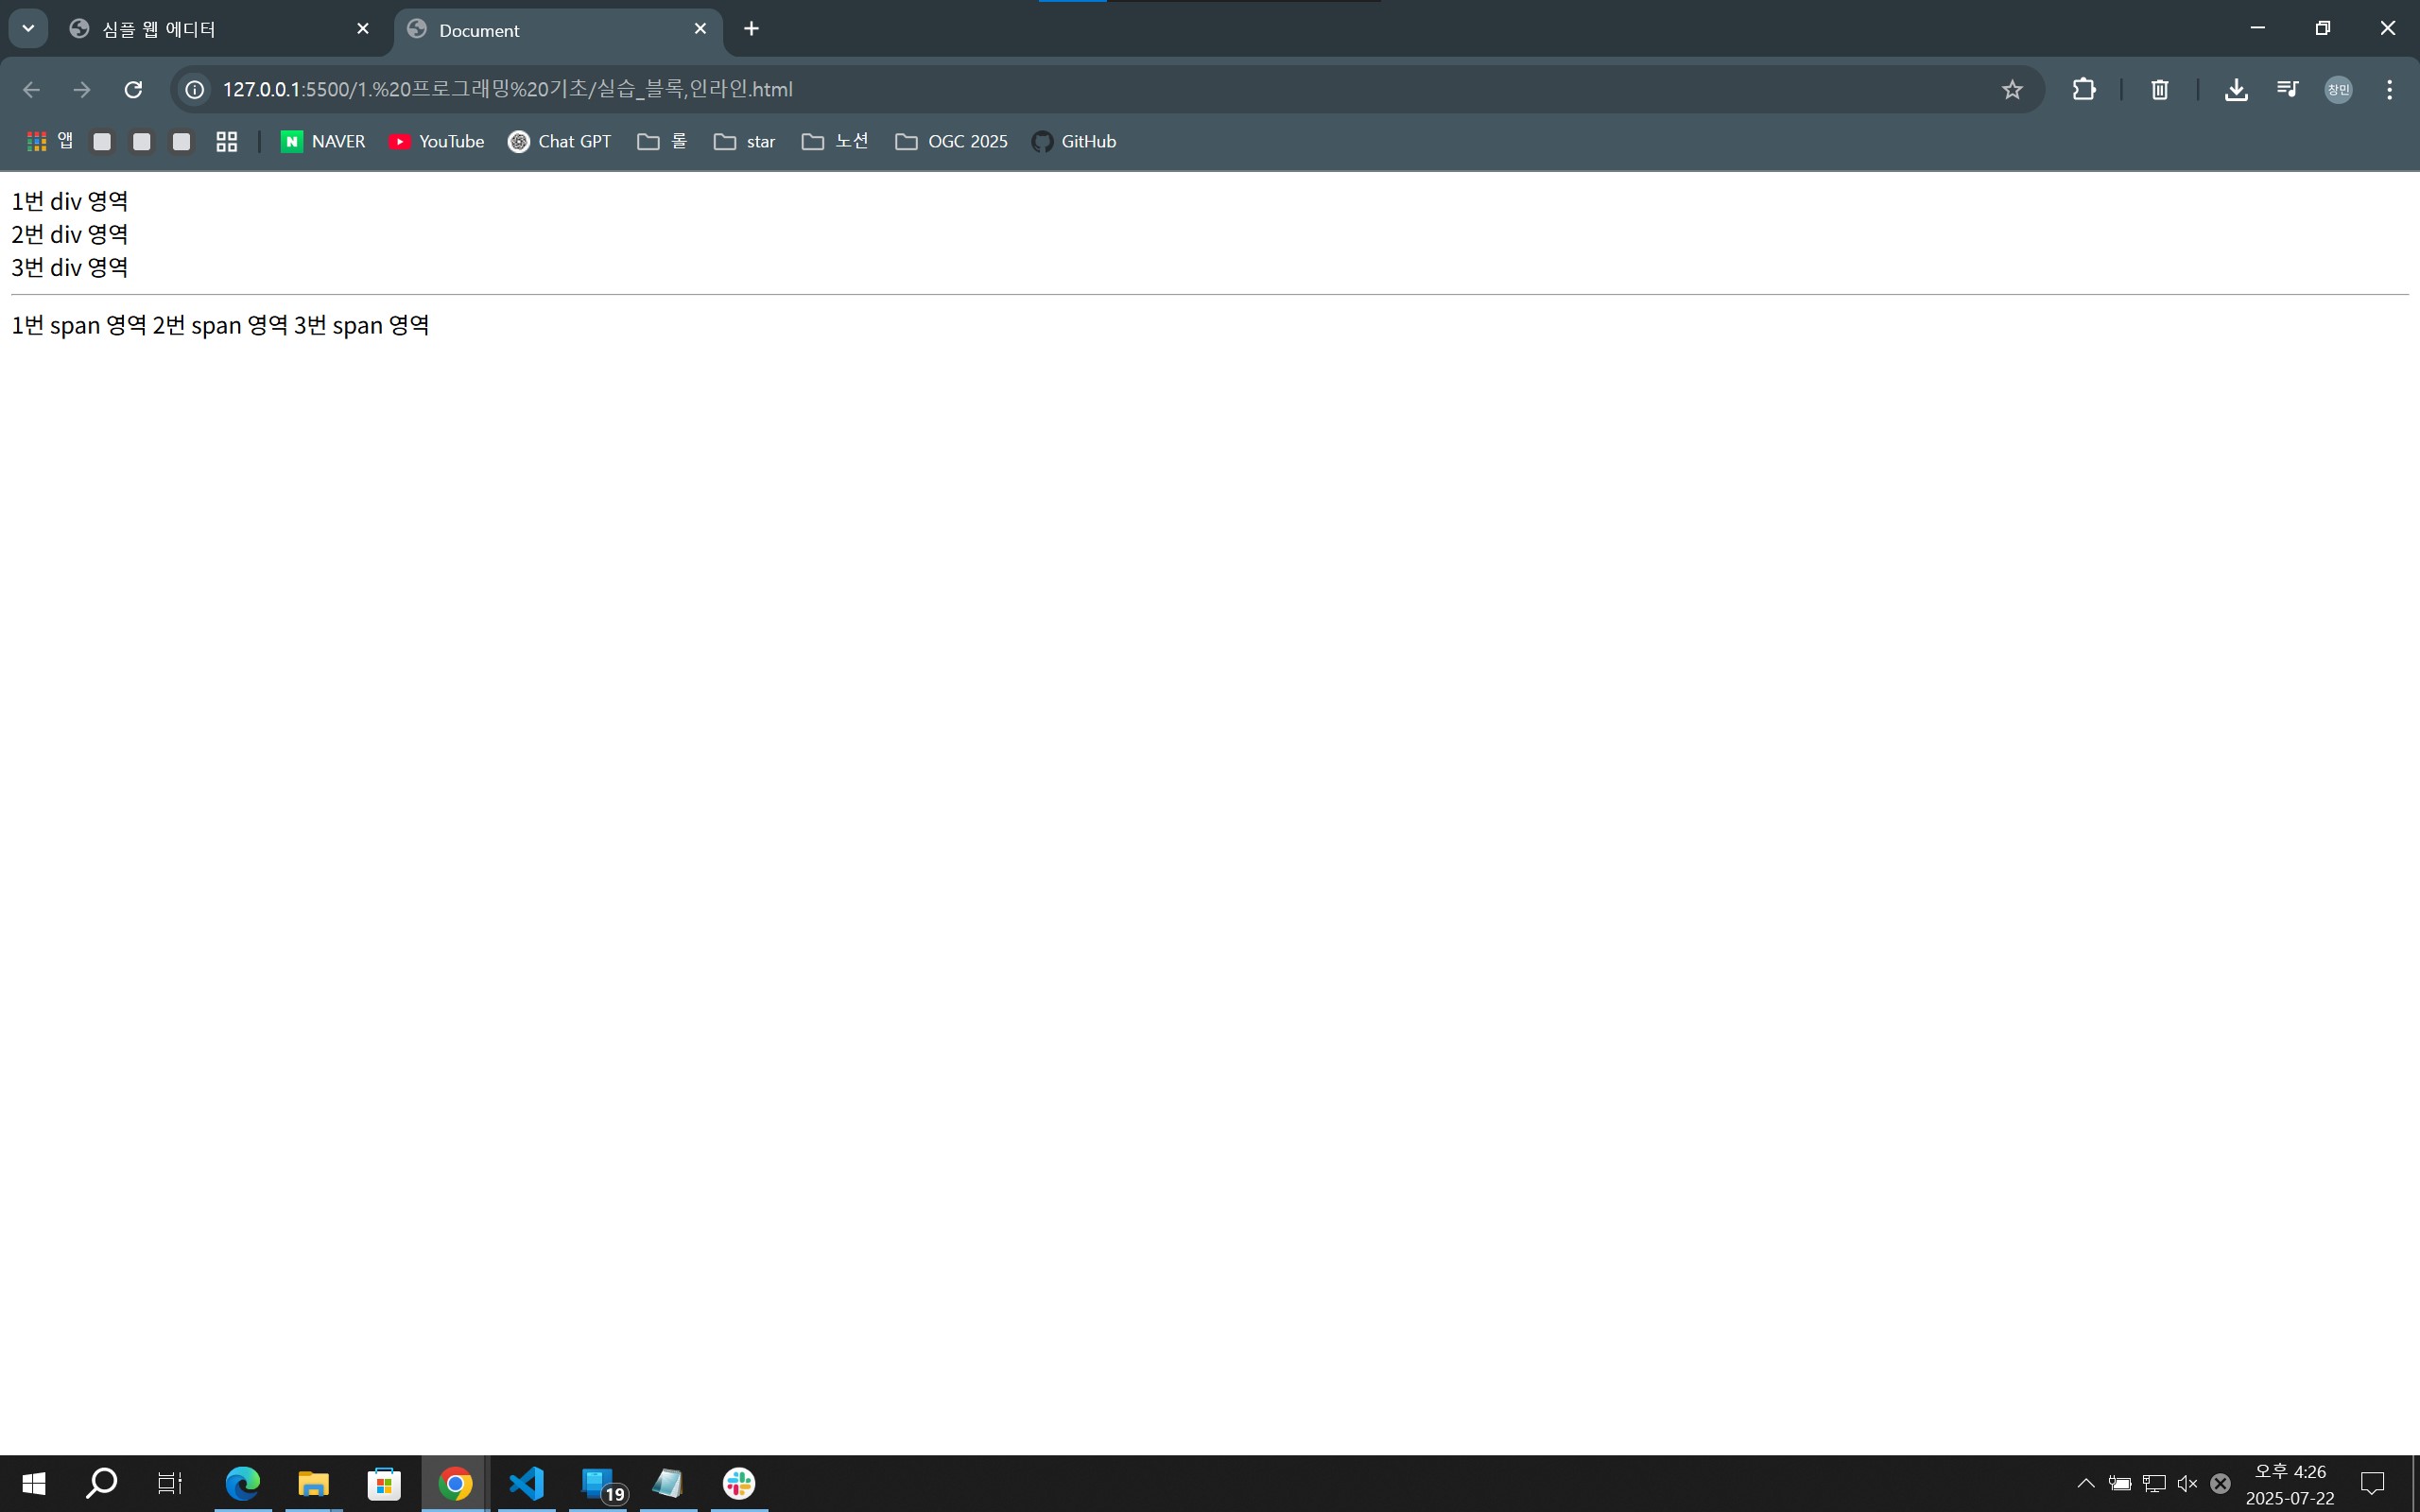 심플 웹 에디터
Document
127.0.0.1:5500/1.%20프로그래밍%20기초/실습_블록,인라인.html
창민
앱
NAVER
YouTube
Chat GPT
롤
star
노션
OGC 2025
GitHub
1번 div 영역
2번 div 영역
3번 div 영역
1번 span 영역 2번 span 영역 3번 span 영역
19
오후 4:26
2025-07-22